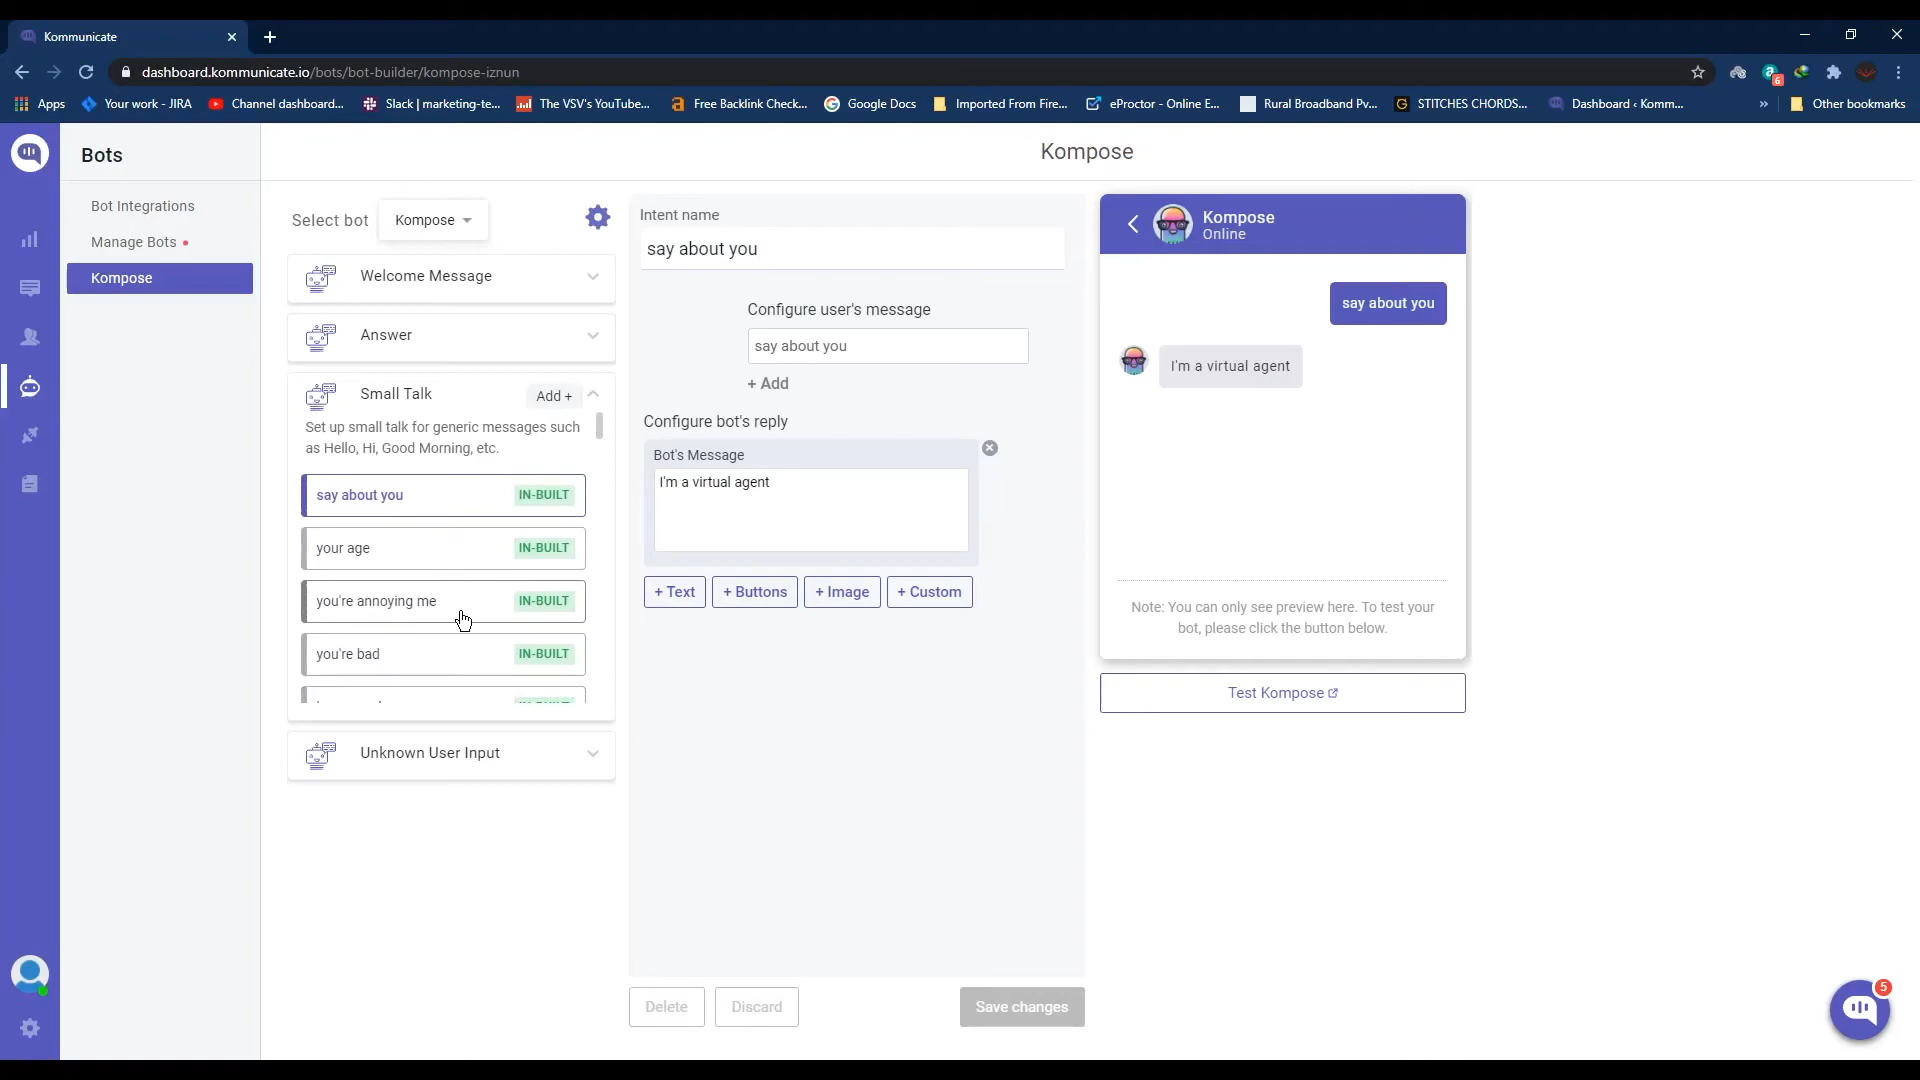 Kommunicate
dashboard.kommunicate.io/bots/bot-builder/kompose-iznun
Apps
Your work - JIRA
Channel dashboard...
Slack | marketing-te...
The VSV's YouTube...
Free Backlink Check...
Google Docs
Imported From Fire...
eProctor - Online E...
Rural Broadband Pv...
STITCHES CHORDS...
Dashboard ‹ Komm...
»
Other bookmarks
6
Bots
Bot Integrations
Manage Bots
Kompose
Kompose
Select bot
Kompose
Welcome Message
Answer
Small Talk
Add +
Set up small talk for generic messages such
as Hello, Hi, Good Morning, etc.
say about you
IN-BUILT
your age
IN-BUILT
you're annoying me
IN-BUILT
you're bad
IN-BUILT
Unknown User Input
Intent name
say about you
Configure user's message
say about you
+ Add
Configure bot's reply
Bot's Message
I'm a virtual agent
+ Text
+ Buttons
+ Image
+ Custom
Delete
Discard
Save changes
Kompose
Online
say about you
I'm a virtual agent
Note: You can only see preview here. To test your
bot, please click the button below.
Test Kompose
5